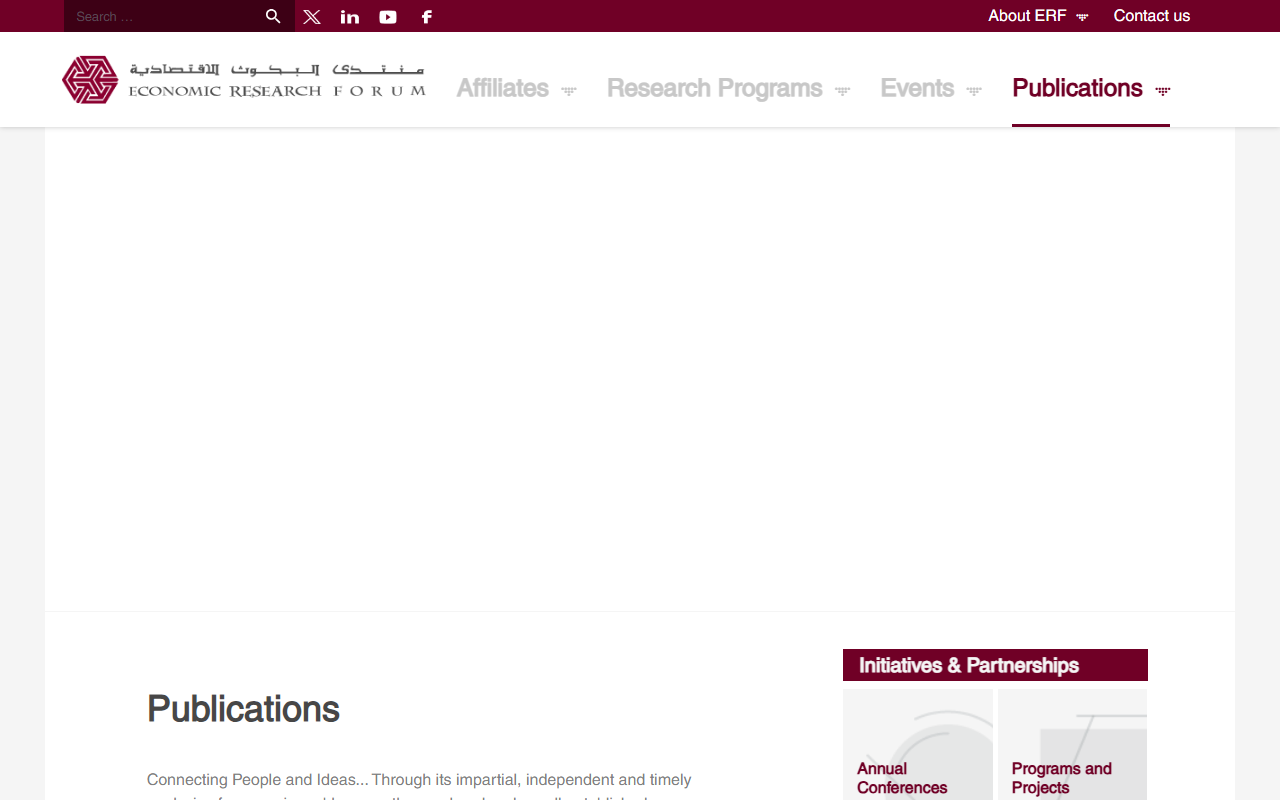 Search ...
About ERF
Contact us
منتدى البحوث الاقتصادية
ECONOMIC RESEARCH FORUM
Affiliates
Research Programs
Events
Publications
Initiatives & Partnerships
Publications
Annual
Conferences
Programs and
Projects
Connecting People and Ideas... Through its impartial, independent and timely